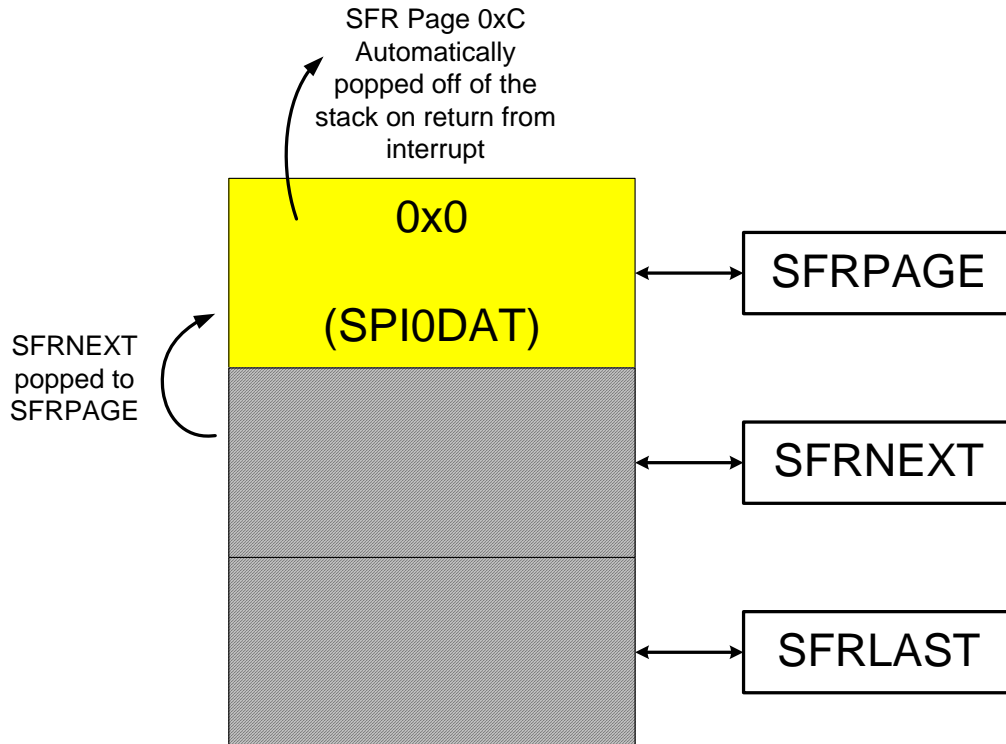 SFR Page 0xC
Automatically
popped off of the
stack on return from
interrupt
0x0
(SPI0DAT)
SFRPAGE
SFRNEXT
popped to
SFRPAGE
SFRNEXT
SFRLAST